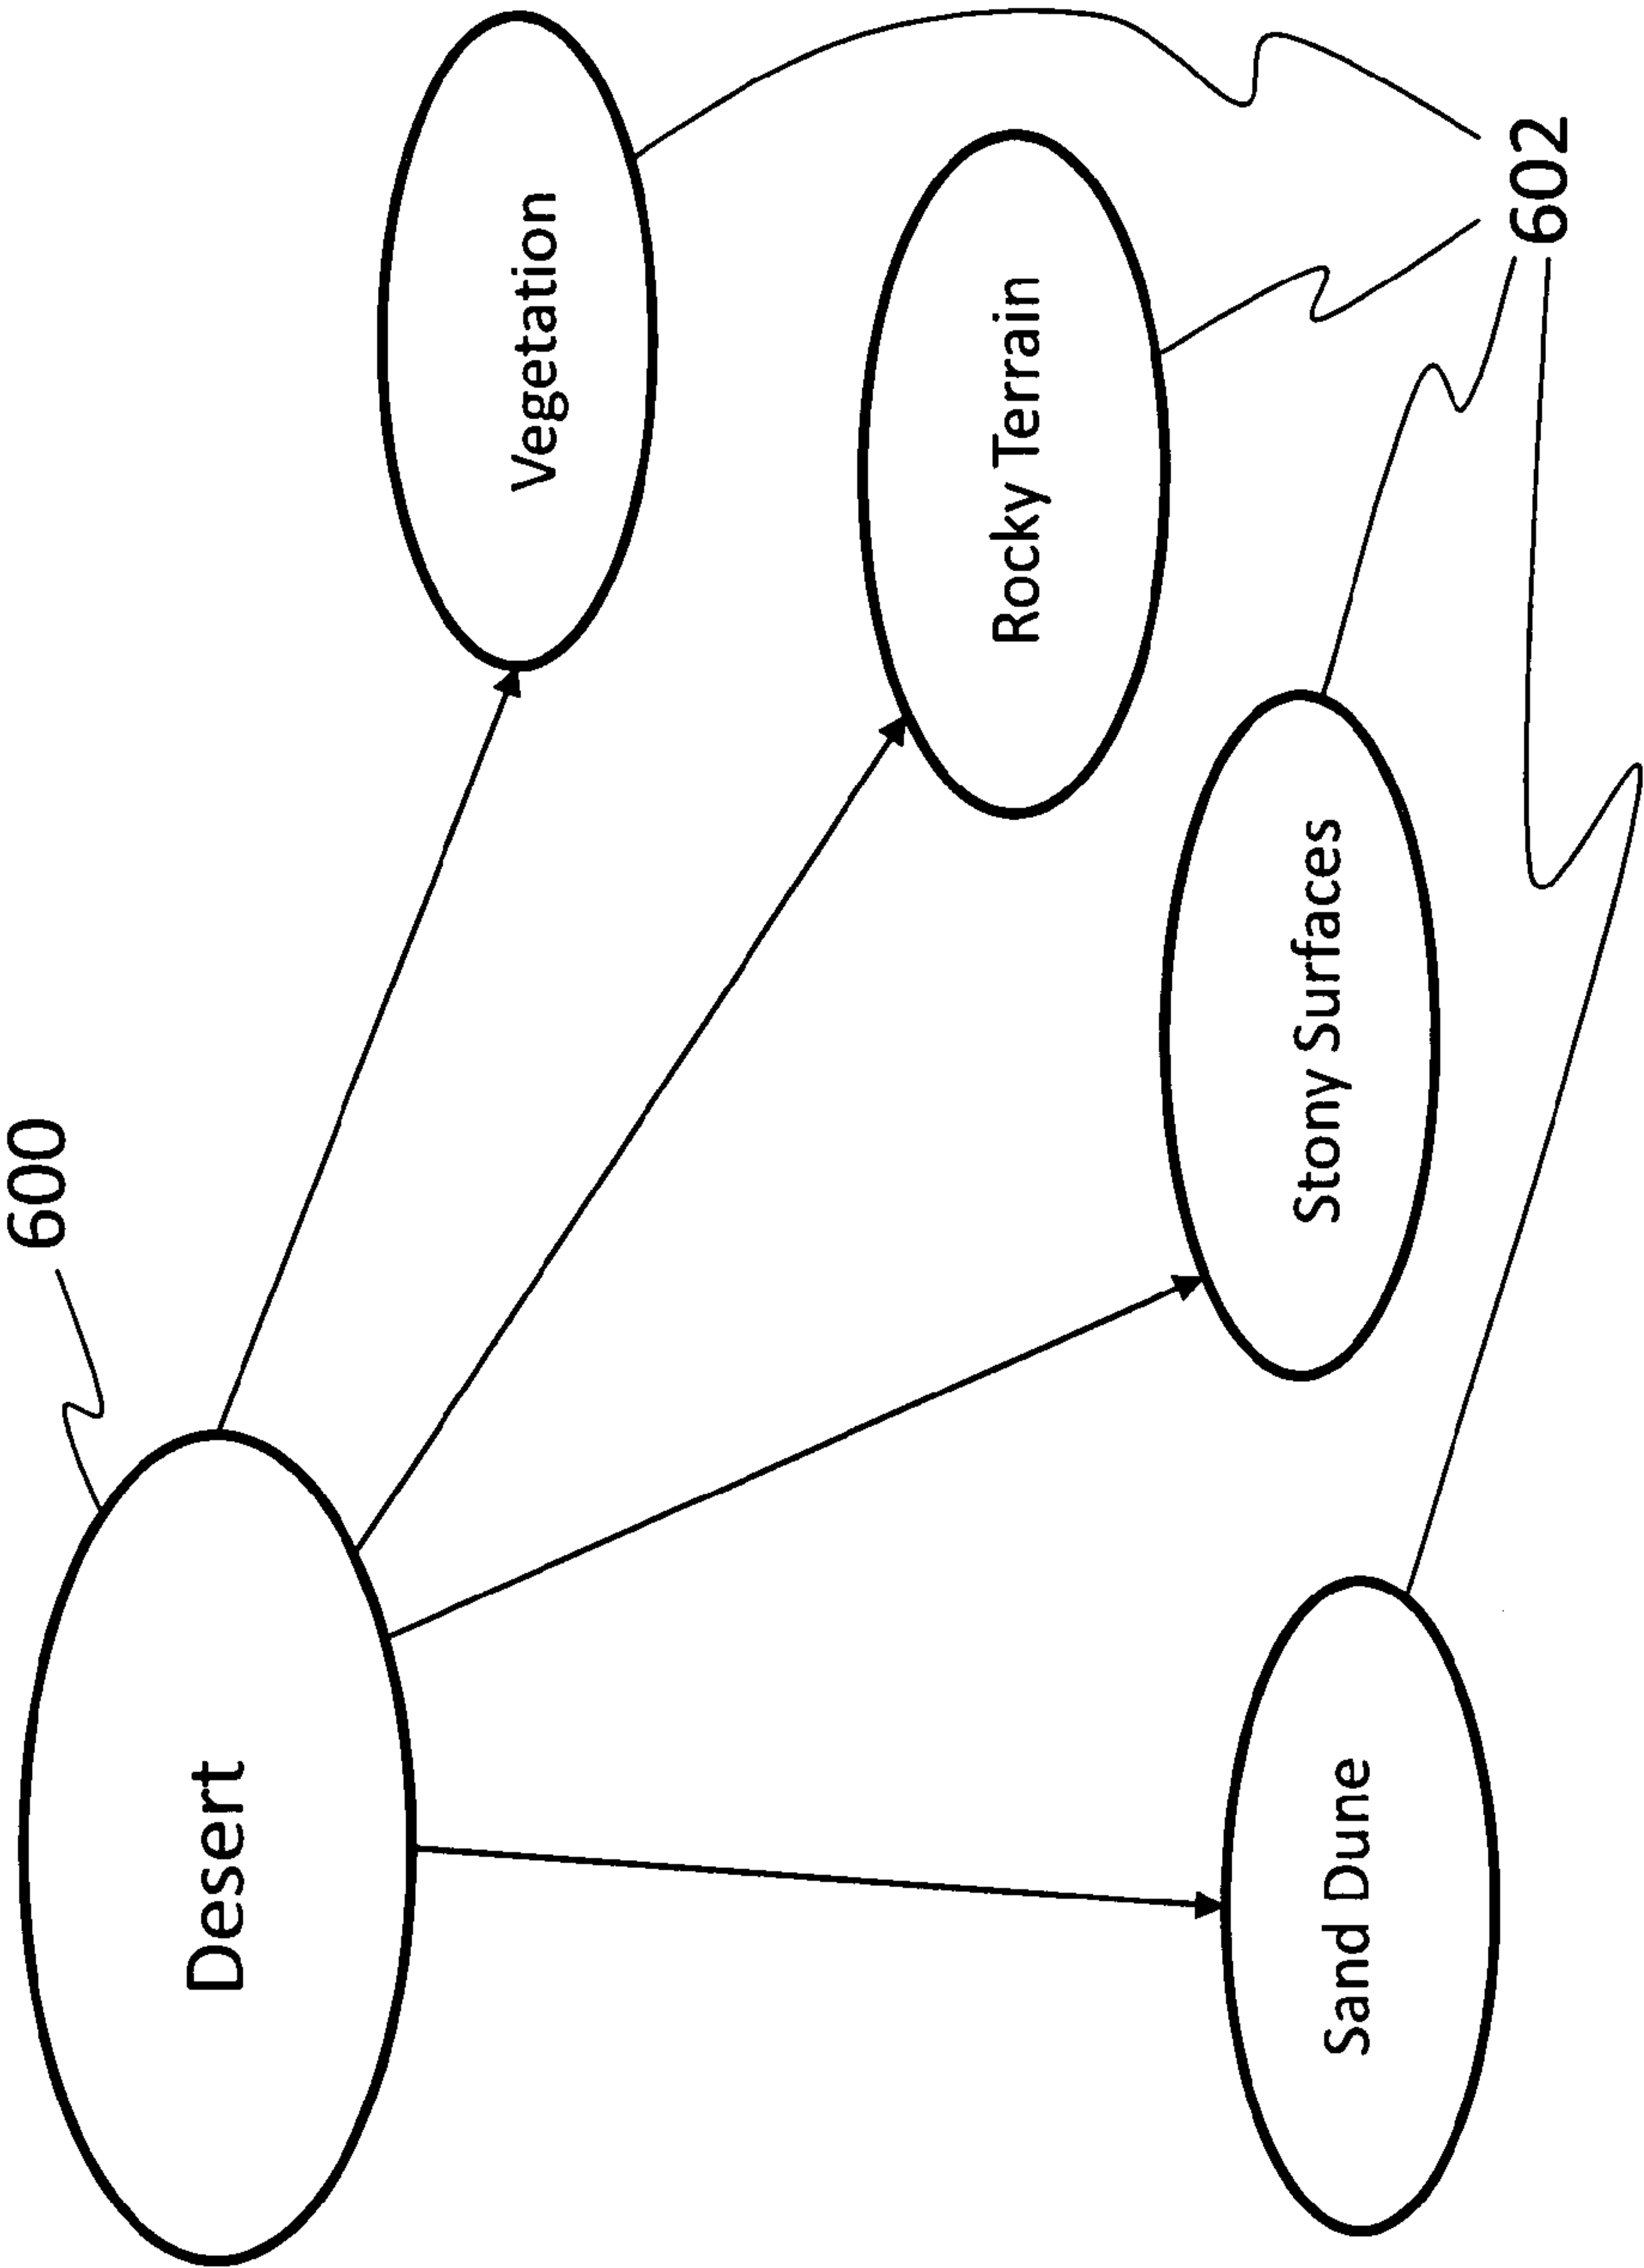 600
Desert
Vegetation
Rocky Terrain
Stony Surfaces
Sand Dune
602